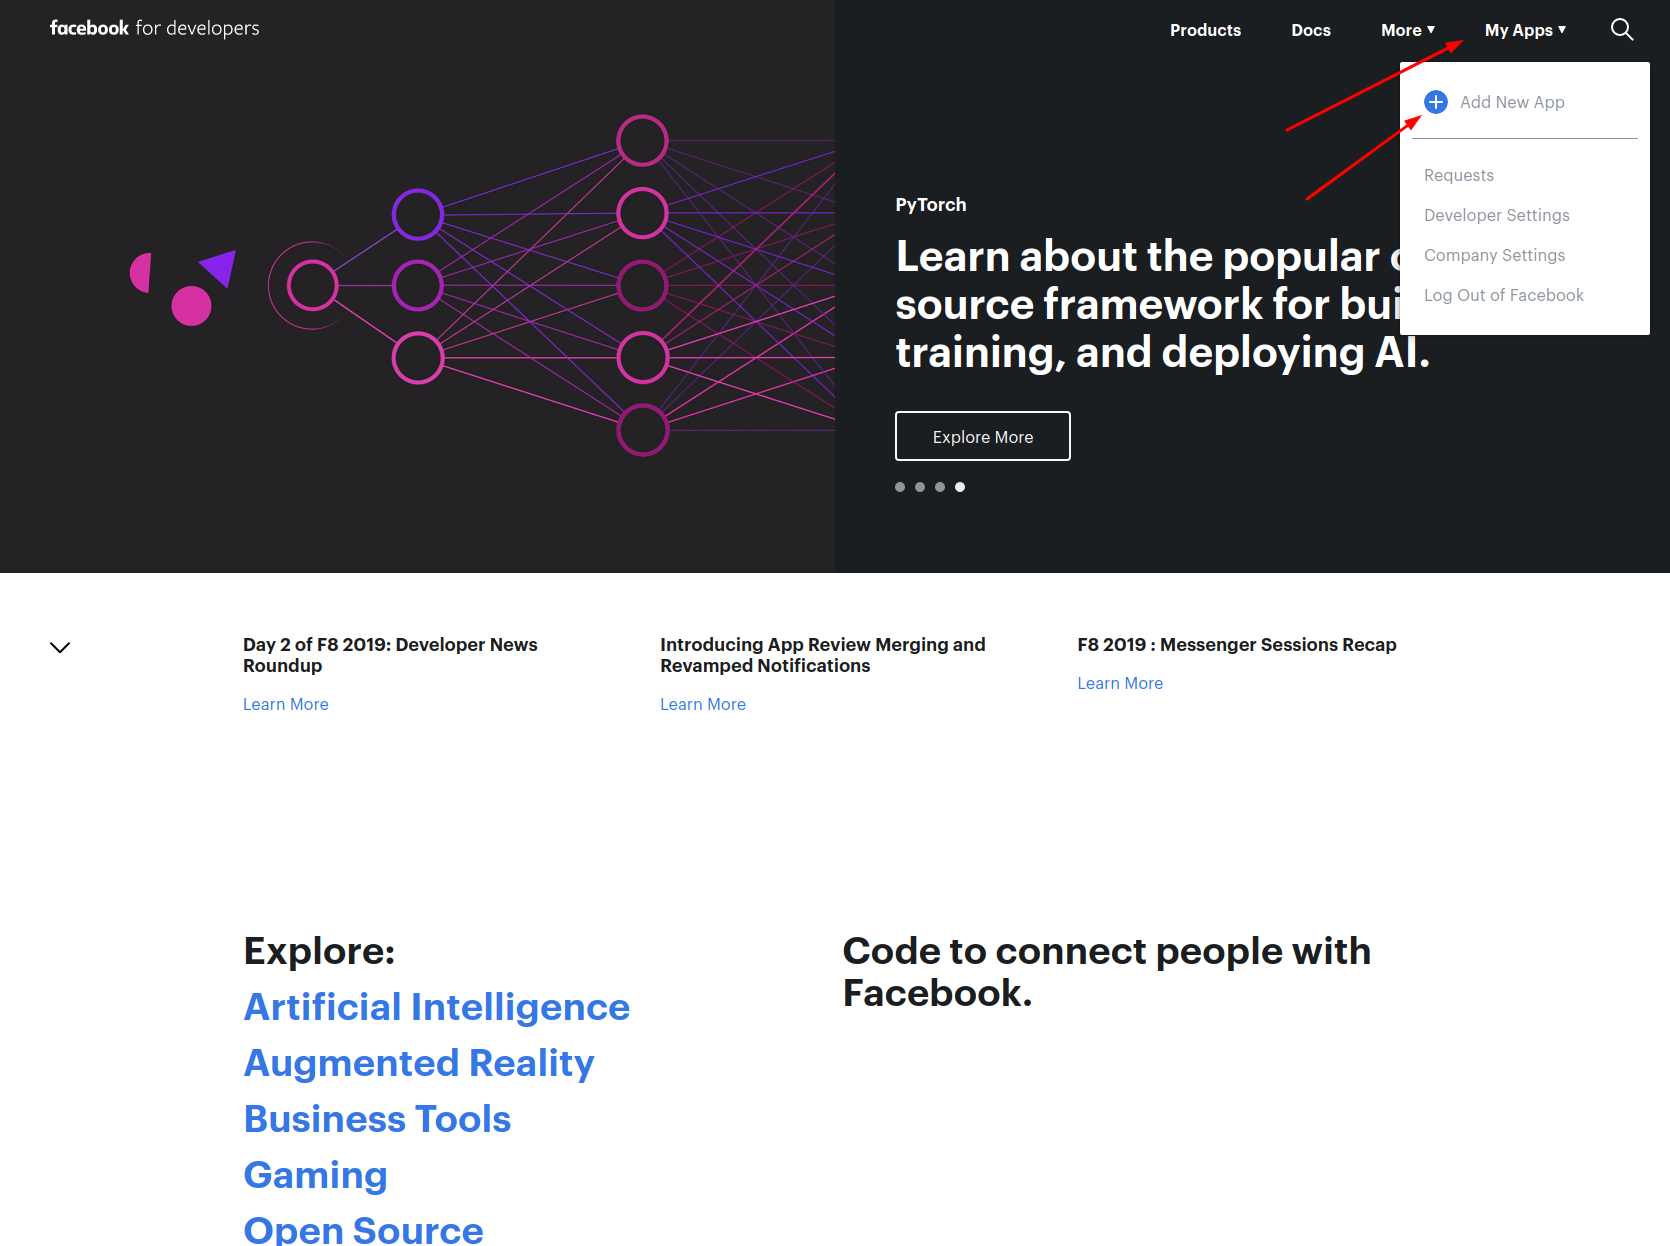 facebook for developers
Products
Docs
More
My Apps
Add New App
Requests
Developer Settings
Company Settings
Log Out of Facebook
PyTorch
Learn about the popular
source framework for
training, and deploying AI.
Explore More
Day 2 of F8 2019: Developer News
Roundup
Learn More
Introducing App Review Merging and
Revamped Notifications
Learn More
F8 2019 : Messenger Sessions Recap
Learn More
Explore:
Artificial Intelligence
Augmented Reality
Business Tools
Gaming
Open Source
Code to connect people with
Facebook.